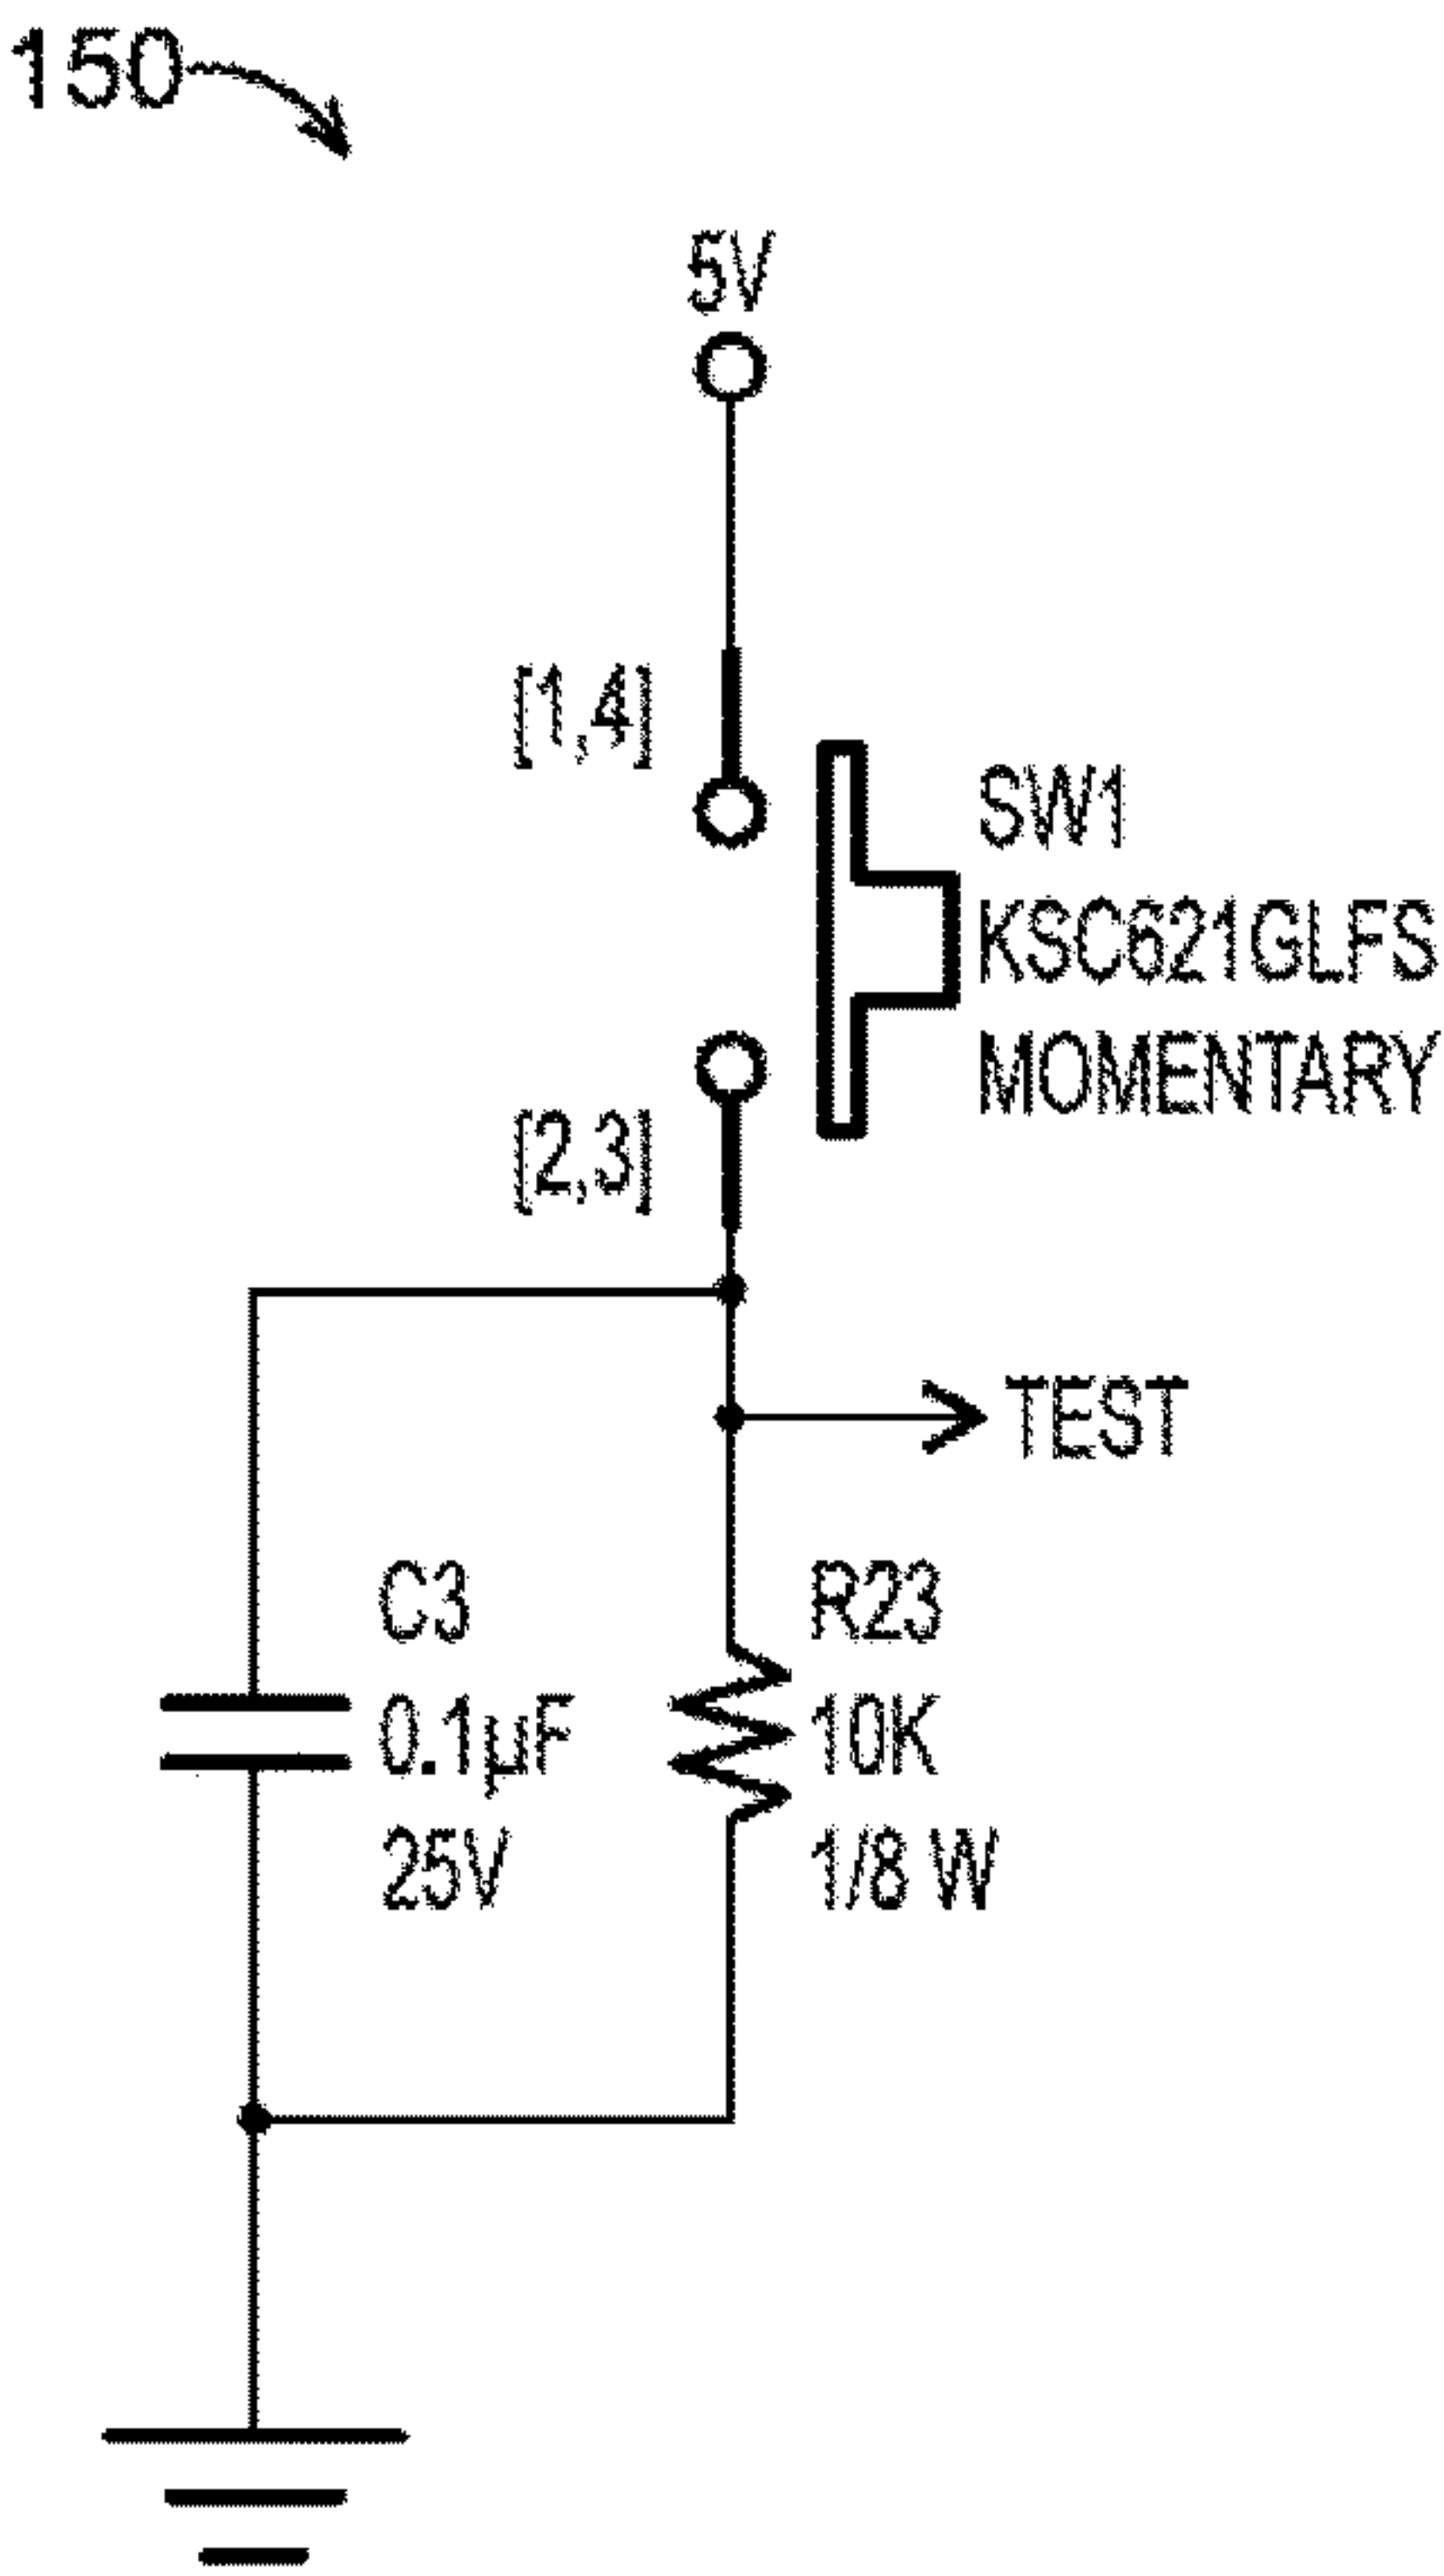 150
5V
[1,4]
SW1
KSC621GLFS
MOMENTARY
[2,3]
TEST
C3
0.1µF
25V
R23
10K
1/8 W